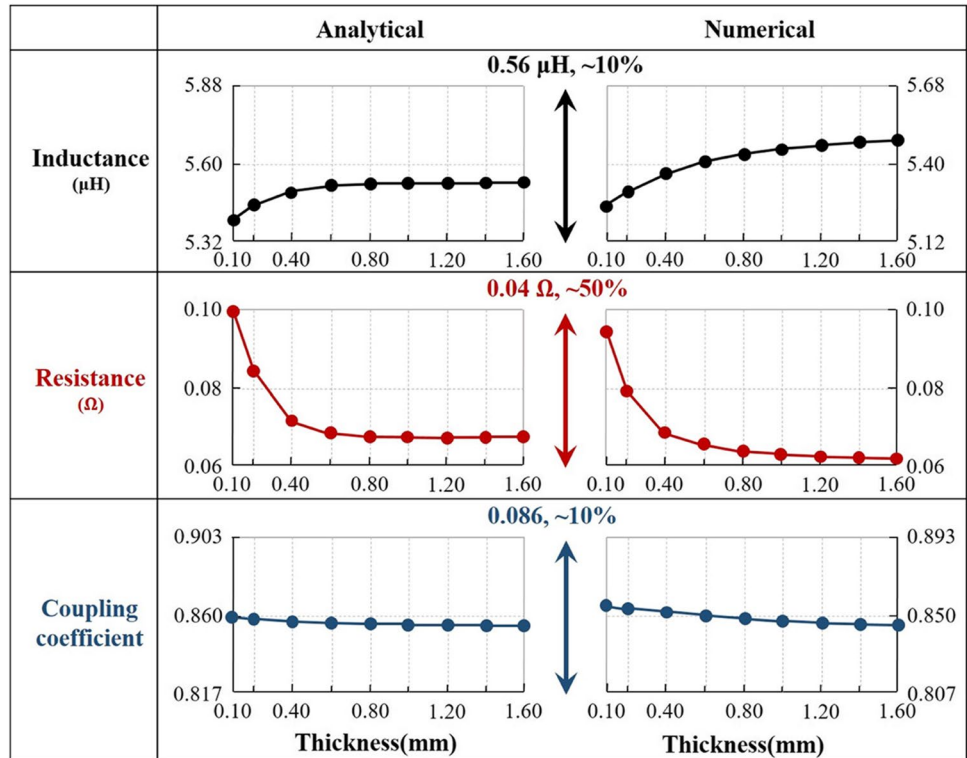 Analytical Numerical
0.56 μH, ~10%
Inductance
(μH)
5.88
5.60
5.32
0.10 0.40 0.80 1.20 1.60
5.68
5.40
5.12
0.10 0.40 0.80 1.20 1.60
0.04 Ω, ~50%
Resistance
(Ω)
0.10
0.08
0.06
0.10 0.40 0.80 1.20 1.60
0.10
0.08
0.06
0.10 0.40 0.80 1.20 1.60
0.086, ~10%
Coupling
coefficient
0.903
0.860
0.817
0.10 0.40 0.80 1.20 1.60
Thickness(mm)
0.893
0.850
0.807
0.10 0.40 0.80 1.20 1.60
Thickness(mm)